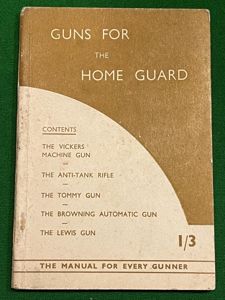 GUNS FOR
THE
HOME GUARD
CONTENTS
THE VICKERS
MACHINE GUN
—
THE ANTI-TANK RIFLE
—
THE TOMMY GUN
—
THE BROWNING AUTOMATIC GUN
—
THE LEWIS GUN
1/3
THE MANUAL FOR EVERY GUNNER